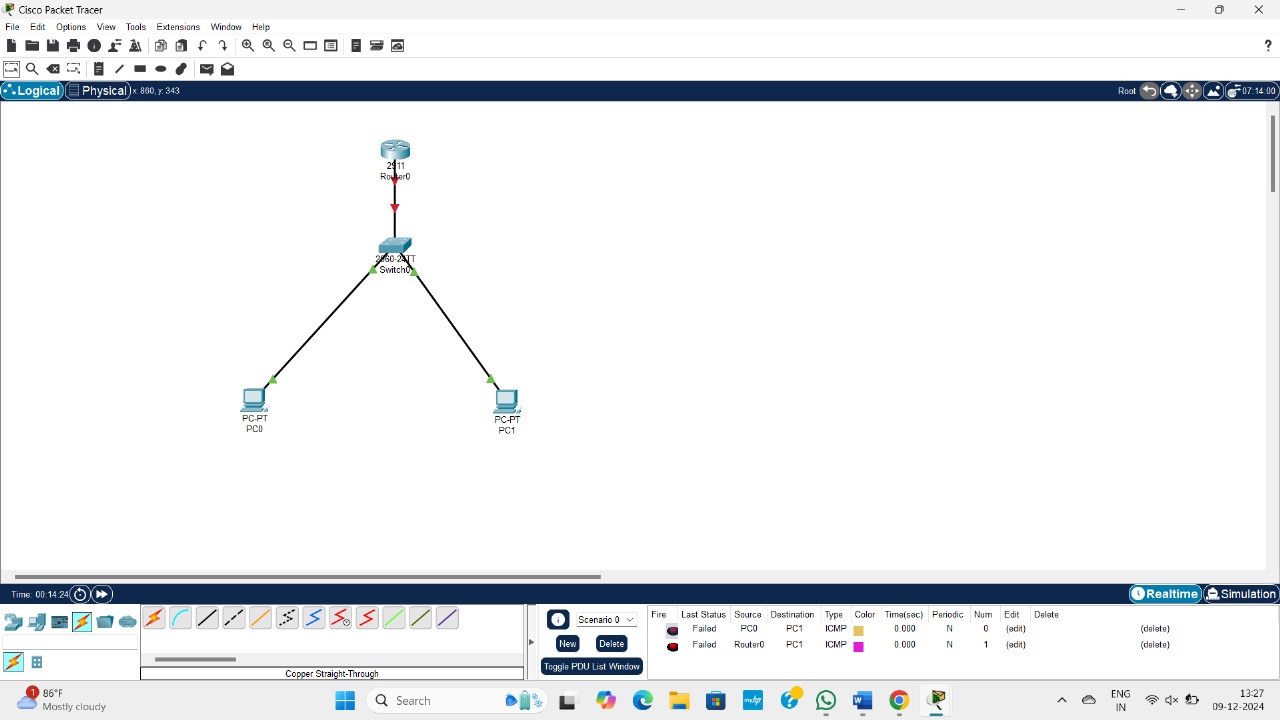 Cisco Packet Tracer
File Edit Options View Tools Extensions Window Help
Logical Physical x: 860, y: 343 Root 07:14:00
2911
Router0
2960-24TT
Switch0
PC-PT
PC0
PC-PT
PC1
Time: 00:14:24 Realtime Simulation
Scenario 0
New Delete
Toggle PDU List Window
Fire Last Status Source Destination Type Color Time(sec) Periodic Num Edit Delete
Failed PC0 PC1 ICMP 0.000 N 0 (edit) (delete)
Failed Router0 PC1 ICMP 0.000 N 1 (edit) (delete)
Copper Straight-Through
1
86°F
Mostly cloudy
Search
myhp
ENG
IN
13:27
09-12-2024